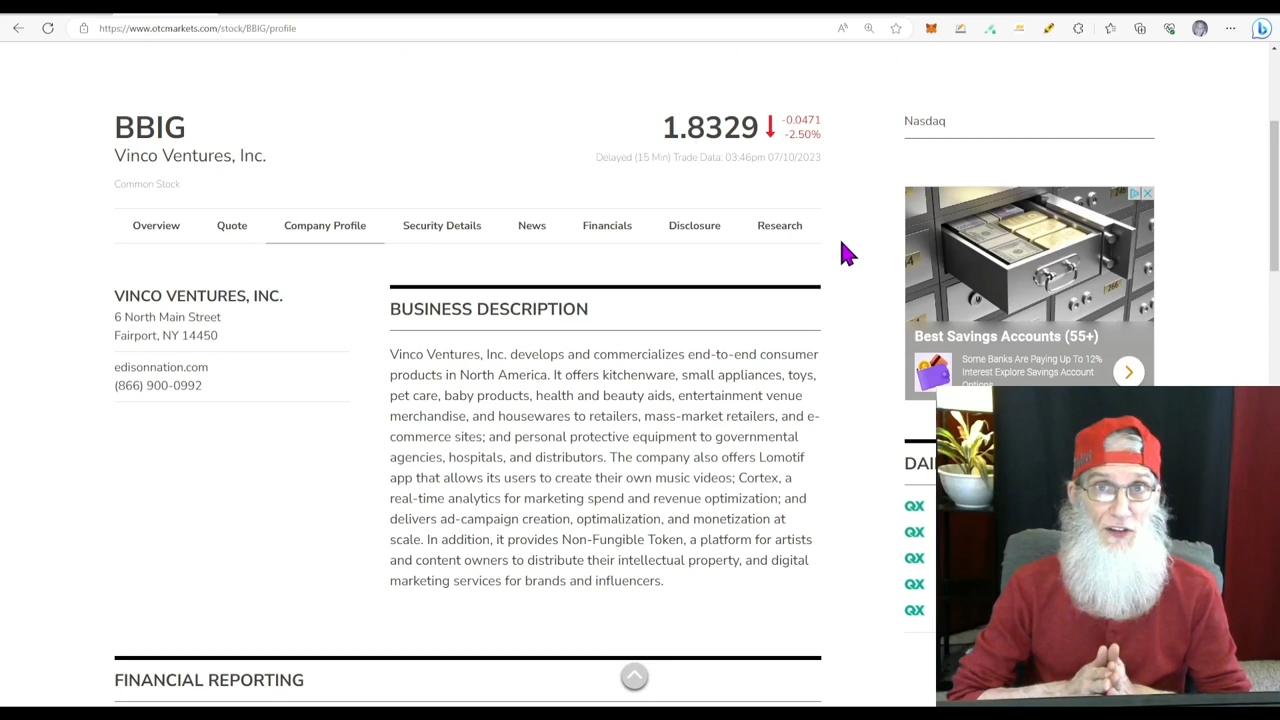 https://www.otcmarkets.com/stock/BBIG/profile
BBIG
Vinco Ventures, Inc.
Common Stock
1.8329
-0.0471
-2.50%
Delayed (15 Min) Trade Data: 03:46pm 07/10/2023
Nasdaq
Overview
Quote
Company Profile
Security Details
News
Financials
Disclosure
Research
VINCO VENTURES, INC.
6 North Main Street
Fairport, NY 14450
edisonnation.com
(866) 900-0992
BUSINESS DESCRIPTION
Vinco Ventures, Inc. develops and commercializes end-to-end consumer
products in North America. It offers kitchenware, small appliances, toys,
pet care, baby products, health and beauty aids, entertainment venue
merchandise, and housewares to retailers, mass-market retailers, and e-
commerce sites; and personal protective equipment to governmental
agencies, hospitals, and distributors. The company also offers Lomotif
app that allows its users to create their own music videos; Cortex, a
real-time analytics for marketing spend and revenue optimization; and
delivers ad-campaign creation, optimalization, and monetization at
scale. In addition, it provides Non-Fungible Token, a platform for artists
and content owners to distribute their intellectual property, and digital
marketing services for brands and influencers.
FINANCIAL REPORTING
266
Best Savings Accounts (55+)
Some Banks Are Paying Up To 12%
Interest Explore Savings Account
Options
DAI
QX
QX
QX
QX
QX